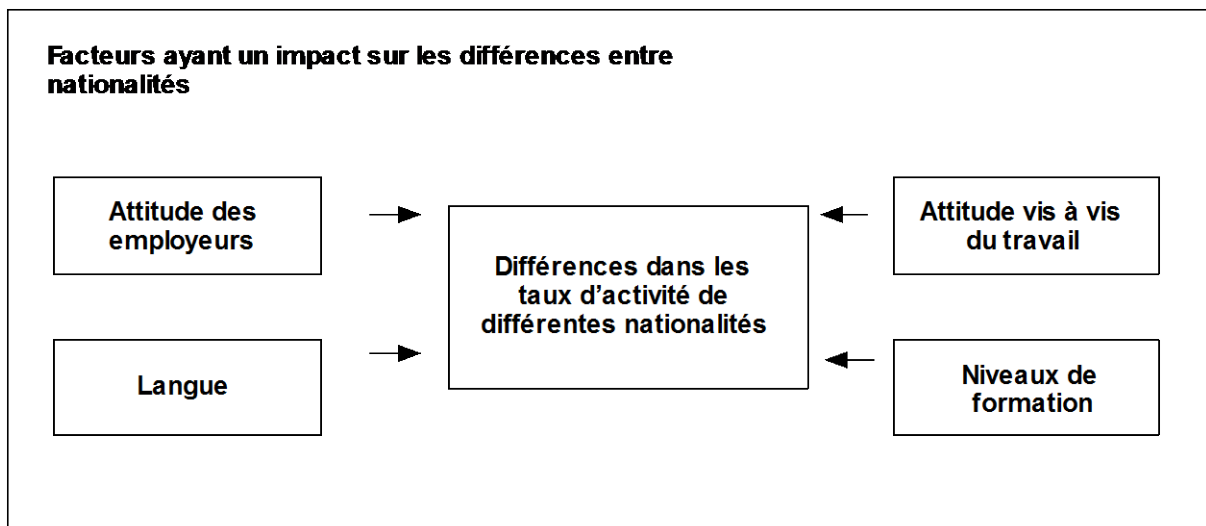 Facteurs ayant un impact sur les différences entre
nationalités
Attitude des
employeurs
Langue
Différences dans les
taux d’activité de
différentes nationalités
Attitude vis à vis
du travail
Niveaux de
formation